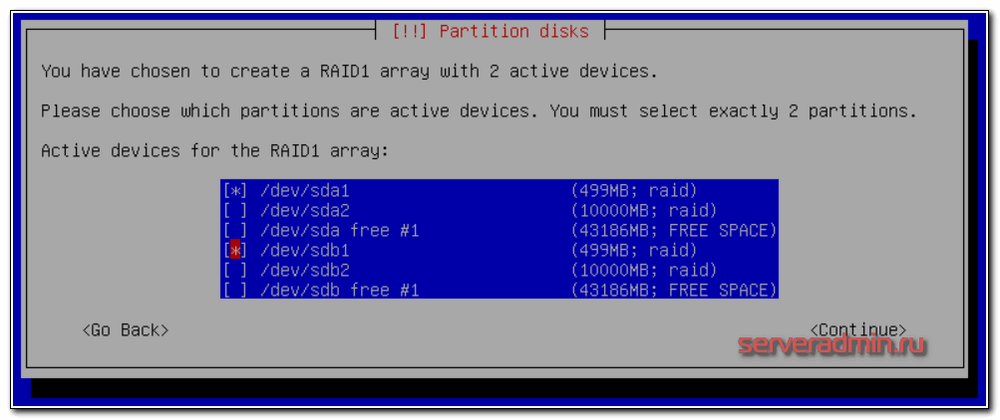 [!!] Partition disks
You have chosen to create a RAID1 array with 2 active devices.
Please choose which partitions are active devices. You must select exactly 2 partitions.
Active devices for the RAID1 array:
[*] /dev/sda1 (499MB; raid)
[ ] /dev/sda2 (10000MB; raid)
[ ] /dev/sda free #1 (43186MB; FREE SPACE)
[*] /dev/sdb1 (499MB; raid)
[ ] /dev/sdb2 (10000MB; raid)
[ ] /dev/sdb free #1 (43186MB; FREE SPACE)
<Go Back> <Continue>
serveradmin.ru